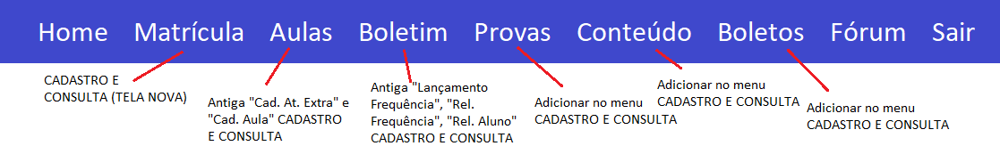 Home Matrícula Aulas Boletim Provas Conteúdo Boletos Fórum Sair
CADASTRO E
CONSULTA (TELA NOVA)
Antiga "Cad. At. Extra" e
"Cad. Aula" CADASTRO
E CONSULTA
Antiga "Lançamento
Frequência", "Rel.
Frequência", "Rel. Aluno"
CADASTRO E CONSULTA
Adicionar no menu
CADASTRO E CONSULTA
Adicionar no menu
CADASTRO E CONSULTA
Adicionar no menu
CADASTRO E CONSULTA